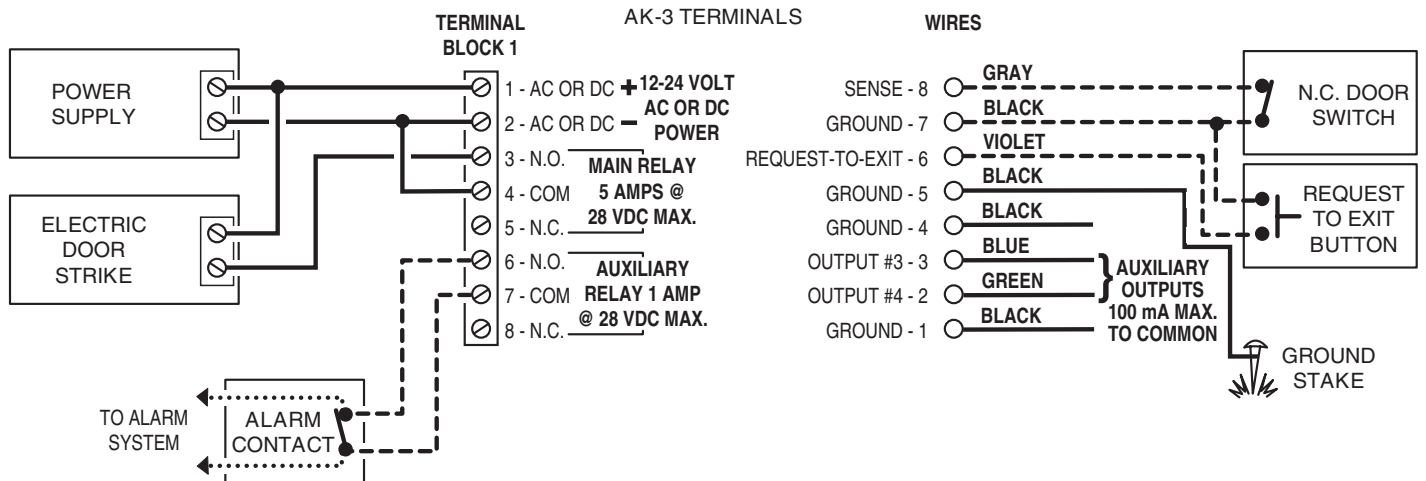 AK-3 TERMINALS
TERMINAL
BLOCK 1
WIRES
POWER
SUPPLY
ELECTRIC
DOOR
STRIKE
1 - AC OR DC +
2 - AC OR DC –
12-24 VOLT
AC OR DC
POWER
3 - N.O.
4 - COM
5 - N.C.
MAIN RELAY
5 AMPS @
28 VDC MAX.
6 - N.O.
7 - COM
8 - N.C.
AUXILIARY
RELAY 1 AMP
@ 28 VDC MAX.
TO ALARM
SYSTEM
ALARM
CONTACT
SENSE - 8 GRAY
GROUND - 7 BLACK
REQUEST-TO-EXIT - 6 VIOLET
GROUND - 5 BLACK
GROUND - 4 BLACK
OUTPUT #3 - 3 BLUE
OUTPUT #4 - 2 GREEN
GROUND - 1 BLACK
AUXILIARY
OUTPUTS
100 mA MAX.
TO COMMON
N.C. DOOR
SWITCH
REQUEST
TO EXIT
BUTTON
GROUND
STAKE